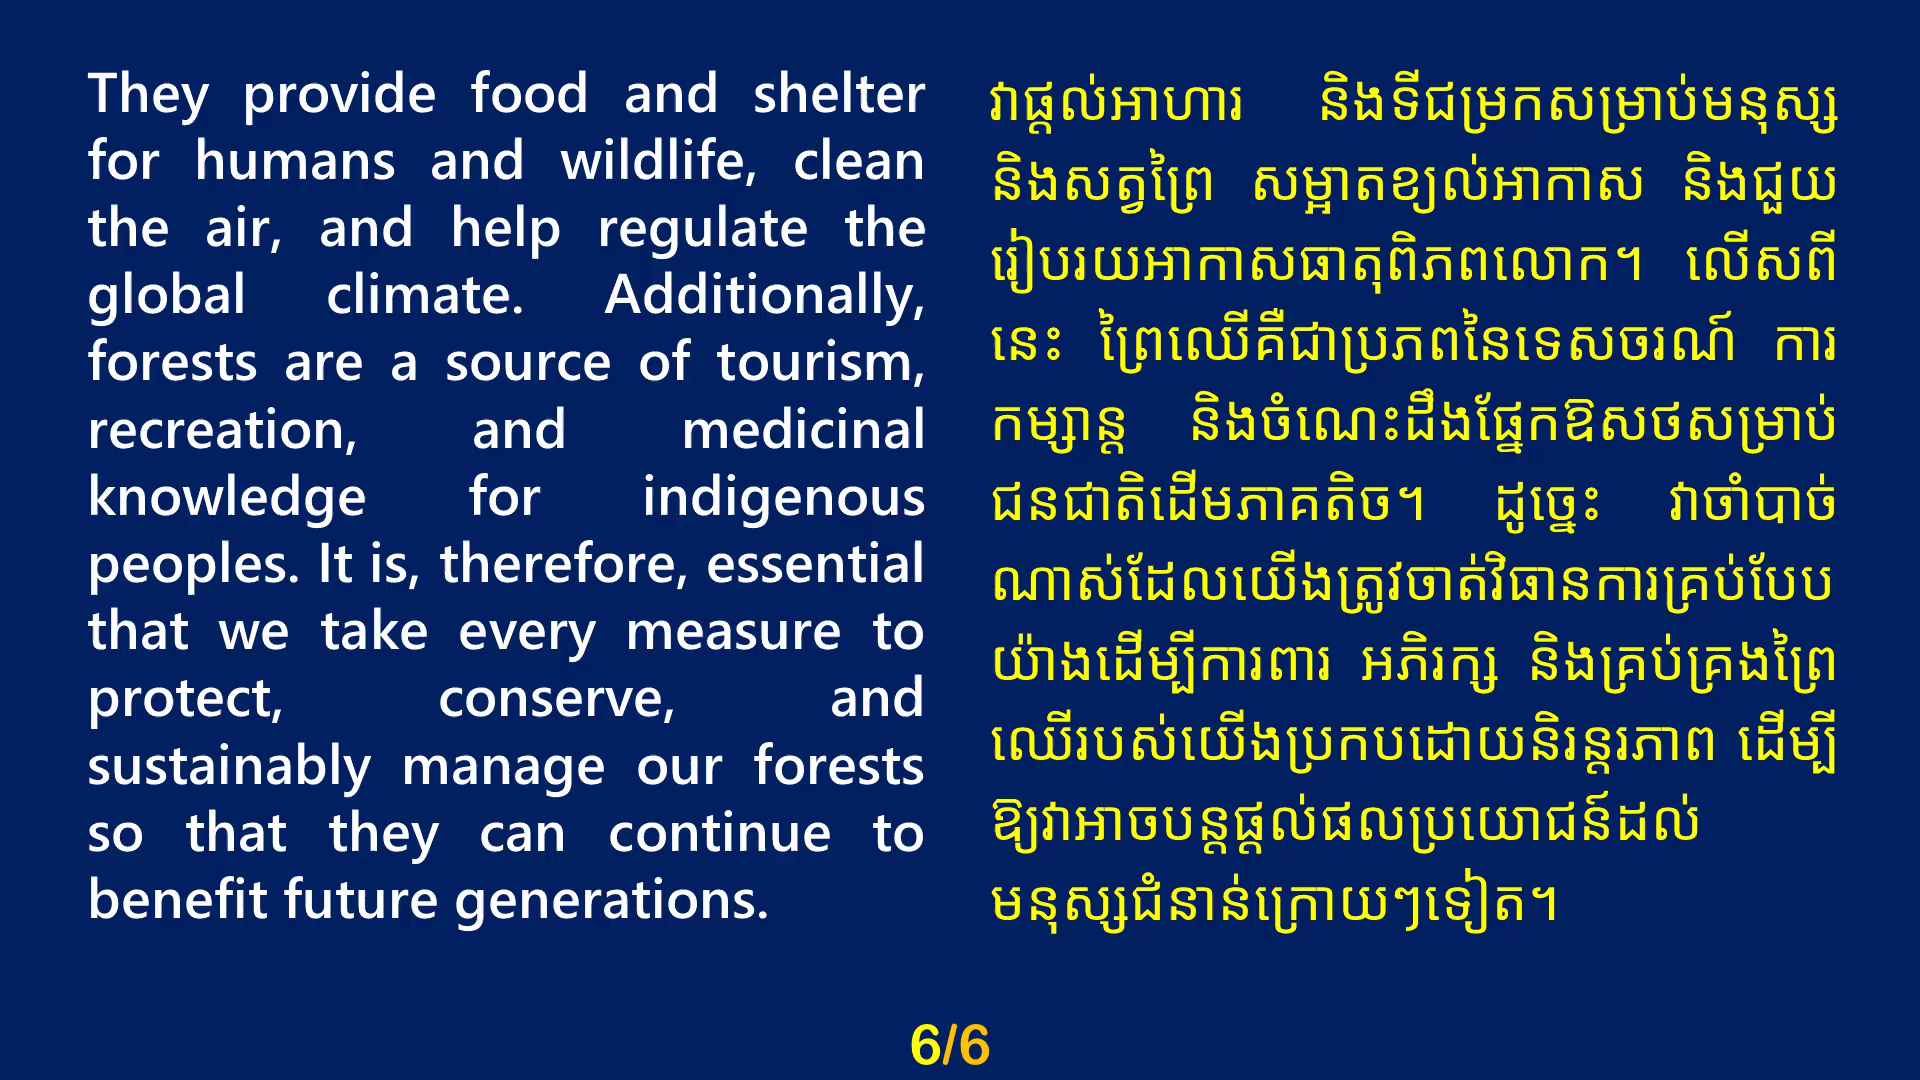 They provide food and shelter
for humans and wildlife, clean
the air, and help regulate the
global climate. Additionally,
forests are a source of tourism,
recreation, and medicinal
knowledge for indigenous
peoples. It is, therefore, essential
that we take every measure to
protect, conserve, and
sustainably manage our forests
so that they can continue to
benefit future generations.
វាផ្តល់អាហារ និងទីជម្រកសម្រាប់មនុស្ស
និងសត្វព្រៃ សម្អាតខ្យល់អាកាស និងជួយ
រៀបរយអាកាសធាតុពិភពលោក។ លើសពី
នេះ ព្រៃឈើគឺជាប្រភពនៃទេសចរណ៍ ការ
កម្សាន្ត និងចំណេះដឹងផ្នែកឱសថសម្រាប់
ជនជាតិដើមភាគតិច។ ដូច្នេះ វាចាំបាច់
ណាស់ដែលយើងត្រូវចាត់វិធានការគ្រប់បែប
យ៉ាងដើម្បីការពារ អភិរក្ស និងគ្រប់គ្រងព្រៃ
ឈើរបស់យើងប្រកបដោយនិរន្តរភាព ដើម្បី
ឱ្យវាអាចបន្តផ្តល់ផលប្រយោជន៍ដល់
មនុស្សជំនាន់ក្រោយៗទៀត។
6/6